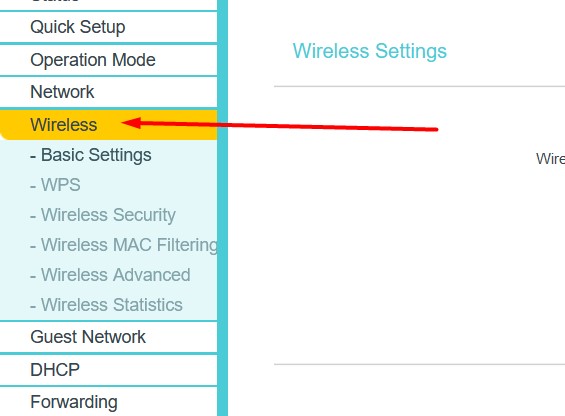 Quick Setup
Operation Mode
Network
Wireless
- Basic Settings
- WPS
- Wireless Security
- Wireless MAC Filtering
- Wireless Advanced
- Wireless Statistics
Guest Network
DHCP
Forwarding
Wireless Settings
Wire